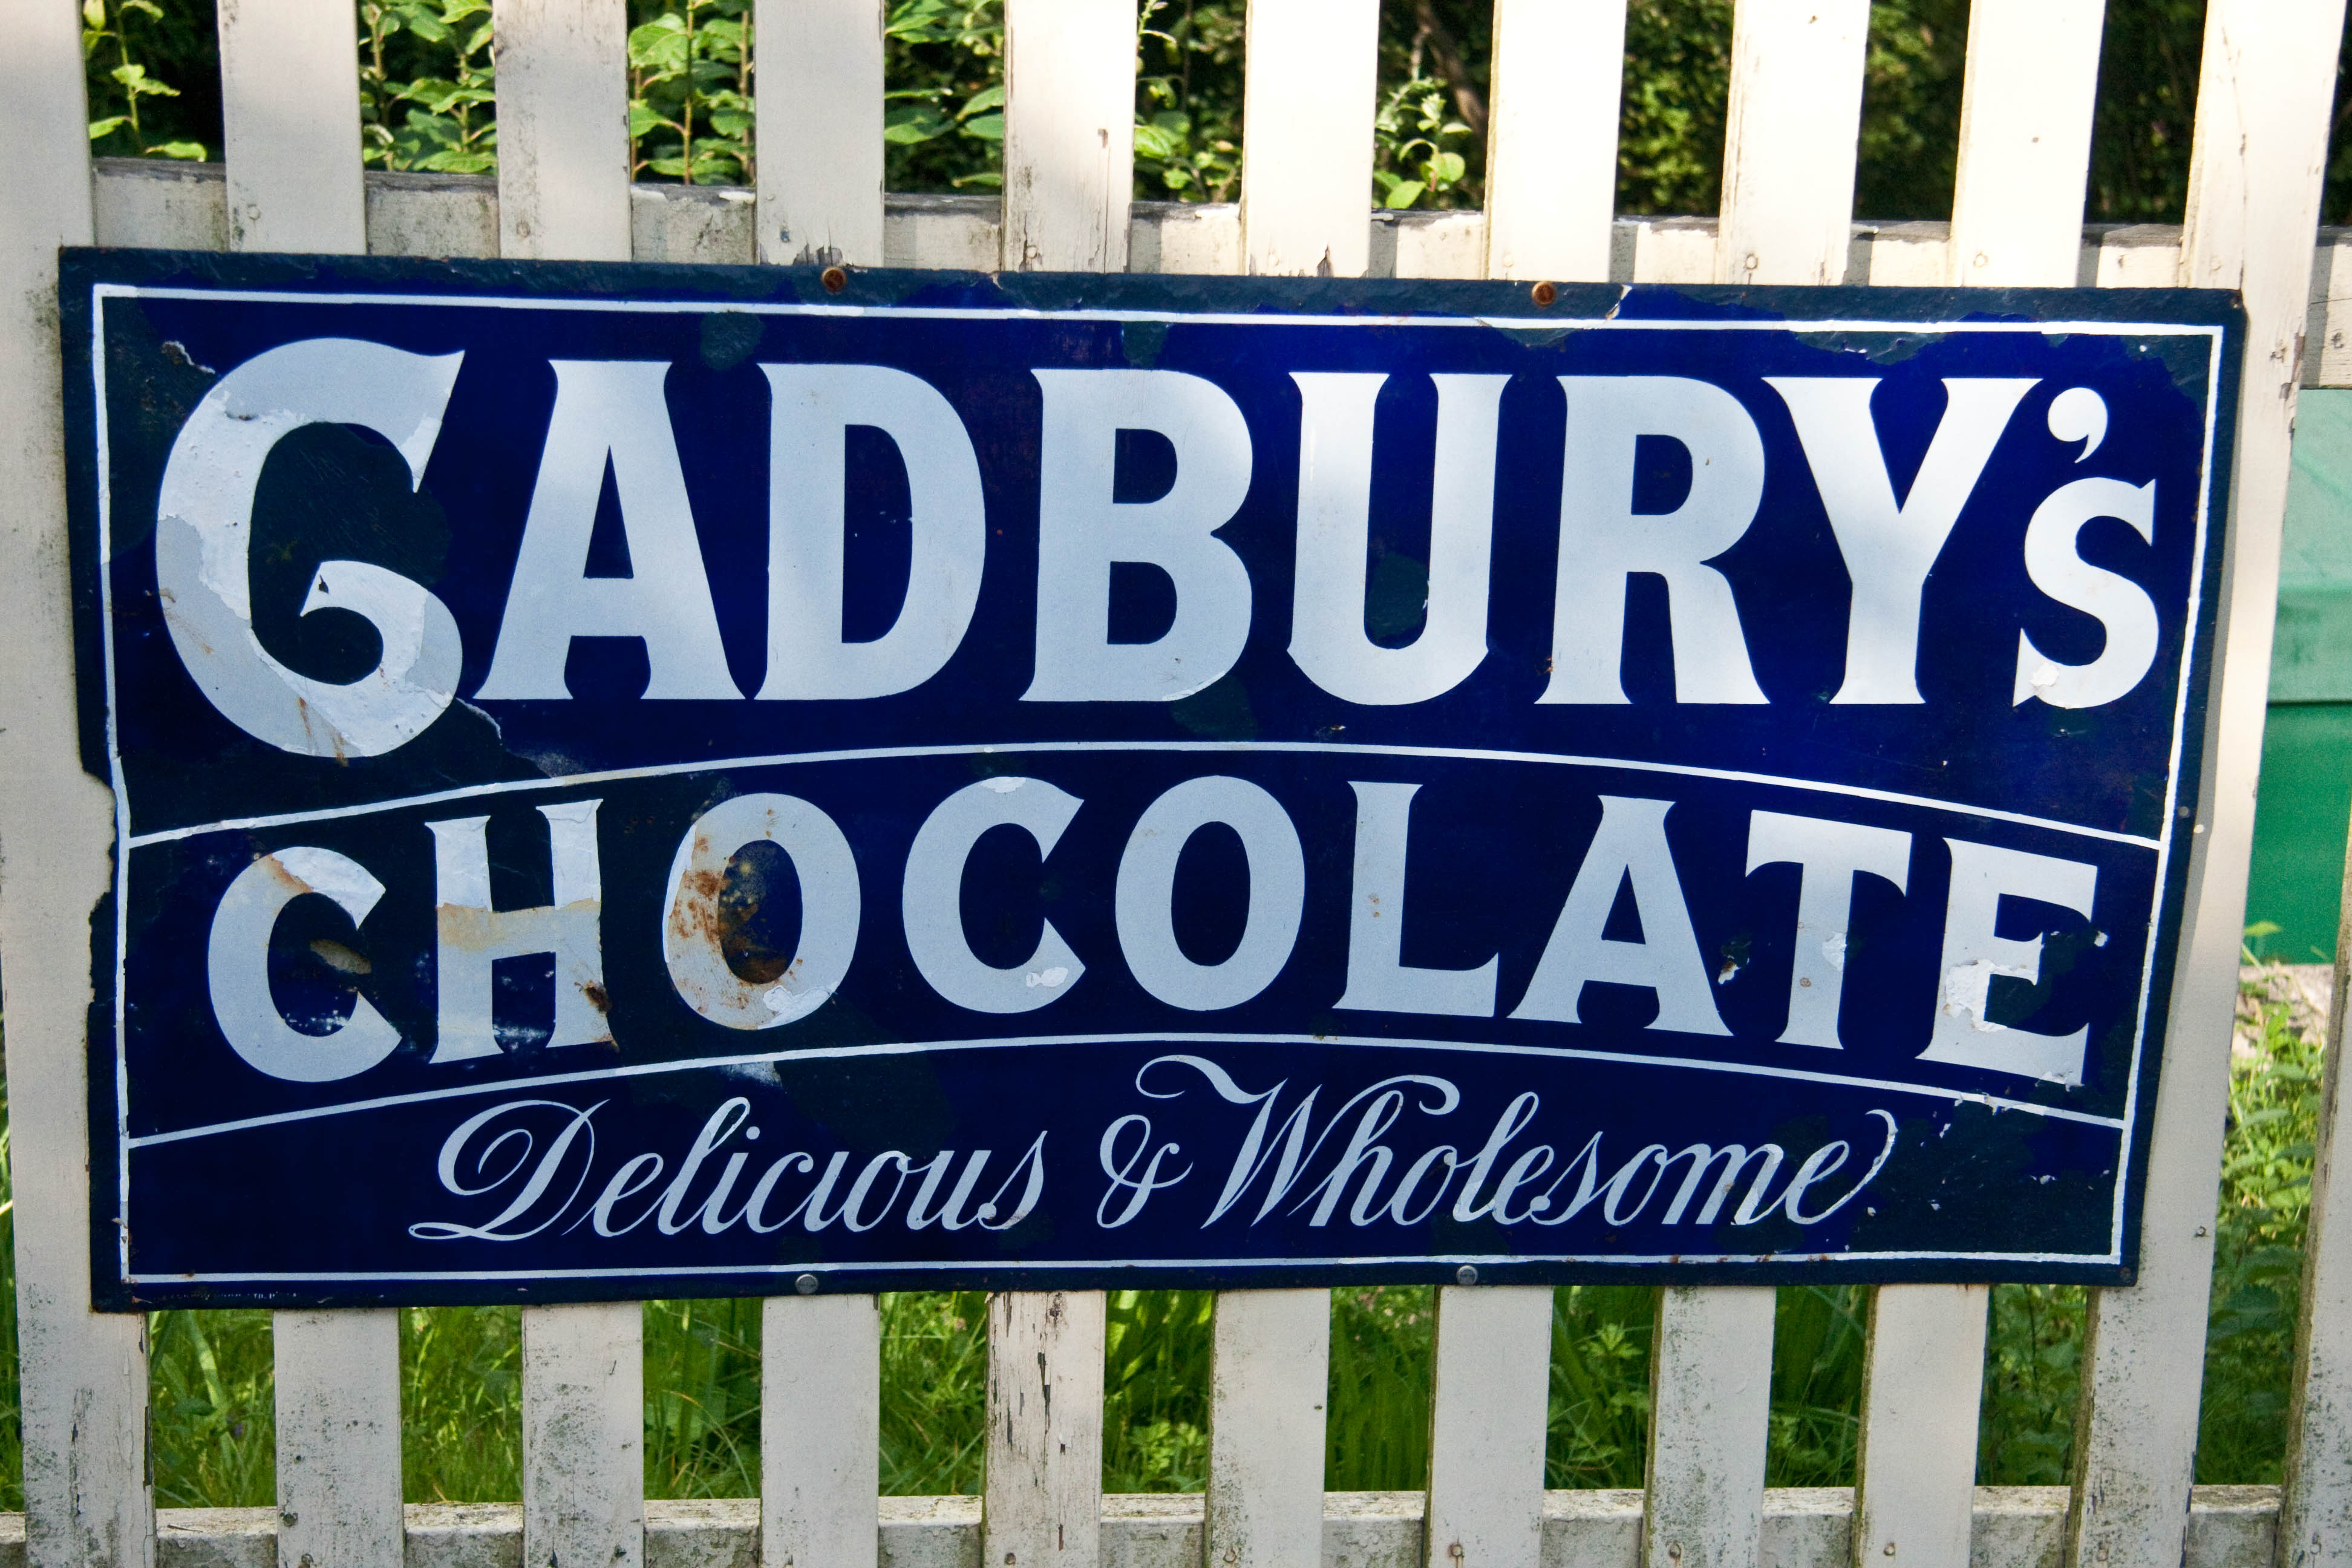 CADBURY'S
CHOCOLATE
Delicious & Wholesome.